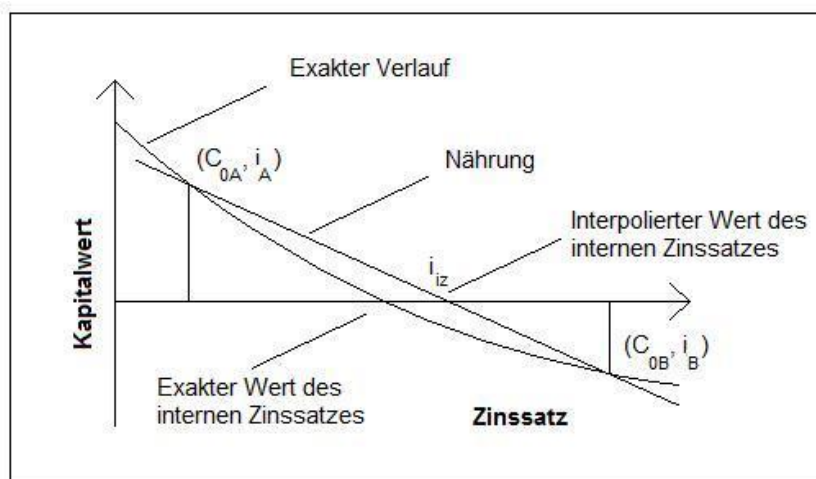 Exakter Verlauf
(C0A, iA)
Nährung
Interpolierter Wert des
internen Zinssatzes
iiz
Kapitalwert
(C0B, iB)
Exakter Wert des
internen Zinssatzes
Zinssatz